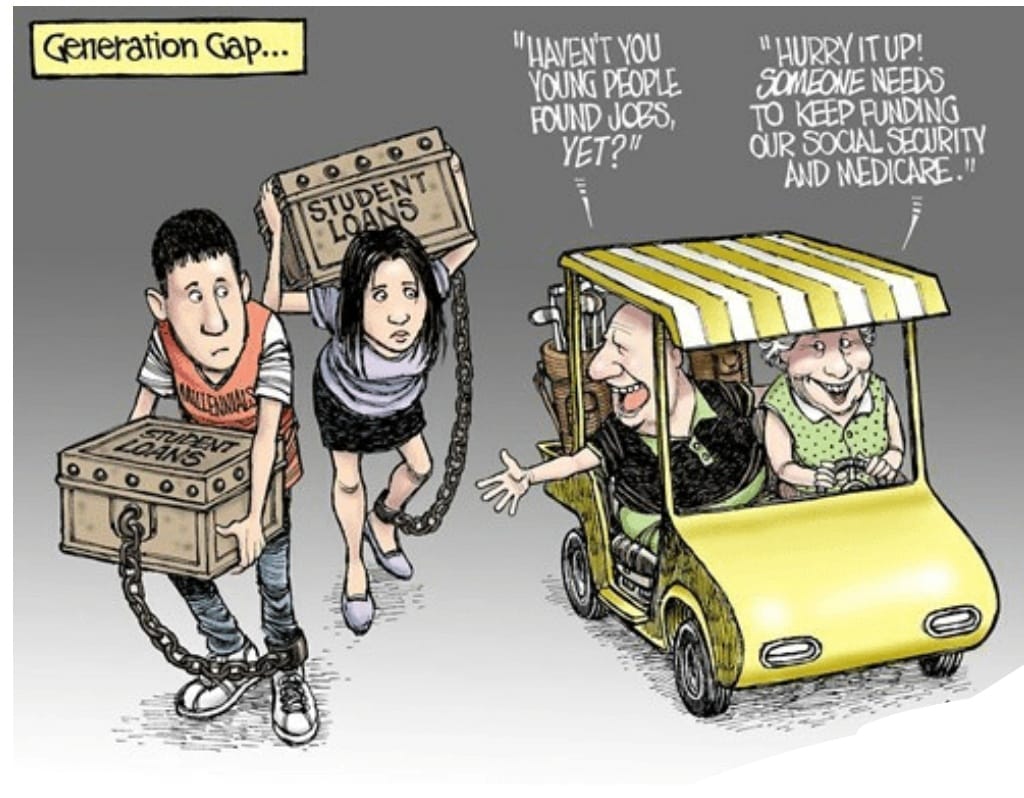 Generation Gap...
"HAVEN'T YOU
YOUNG PEOPLE
FOUND JOBS,
YET?"
"HURRY IT UP!
SOMEONE NEEDS
TO KEEP FUNDING
OUR SOCIAL SECURITY
AND MEDICARE."
STUDENT
LOANS
MILLENNIALS
STUDENT
LOANS